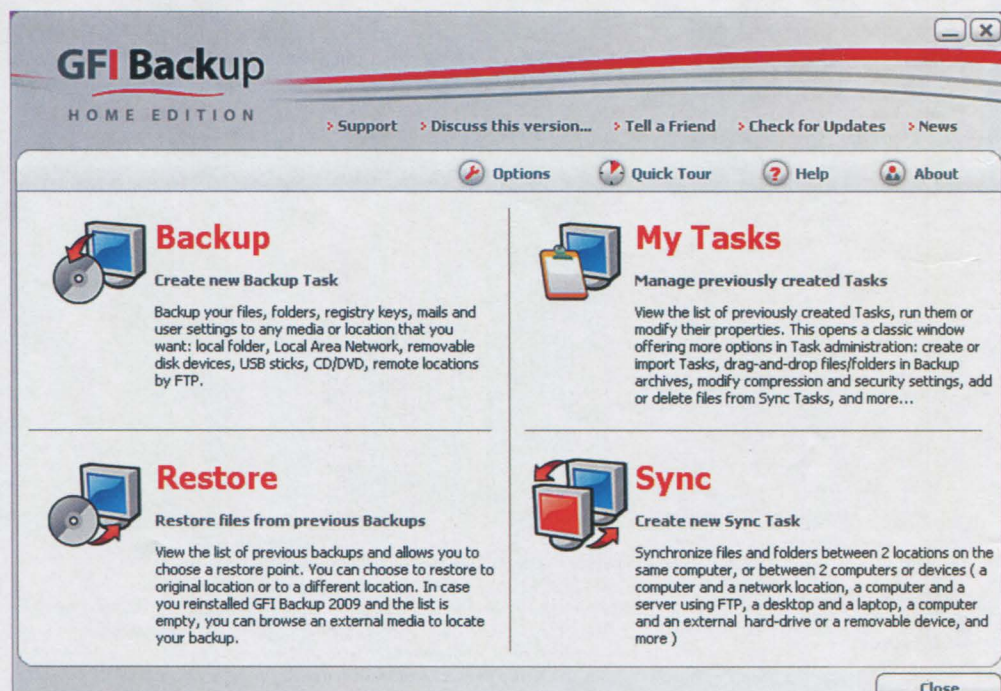 GFI Backup
HOME EDITION
Support
Discuss this version...
Tell a Friend
Check for Updates
News
Options
Quick Tour
Help
About
Backup
Create new Backup Task
Backup your files, folders, registry keys, mails and
user settings to any media or location that you
want: local folder, Local Area Network, removable
disk devices, USB sticks, CD/DVD, remote locations
by FTP.
My Tasks
Manage previously created Tasks
View the list of previously created Tasks, run them or
modify their properties. This opens a classic window
offering more options in Task administration: create or
import Tasks, drag-and-drop files/folders in Backup
archives, modify compression and security settings, add
or delete files from Sync Tasks, and more...
Restore
Restore files from previous Backups
View the list of previous backups and allows you to
choose a restore point. You can choose to restore to
original location or to a different location. In case
you reinstalled GFI Backup 2009 and the list is
empty, you can browse an external media to locate
your backup.
Sync
Create new Sync Task
Synchronize files and folders between 2 locations on the
same computer, or between 2 computers or devices ( a
computer and a network location, a computer and a
server using FTP, a desktop and a laptop, a computer
and an external hard-drive or a removable device, and
more )
Close